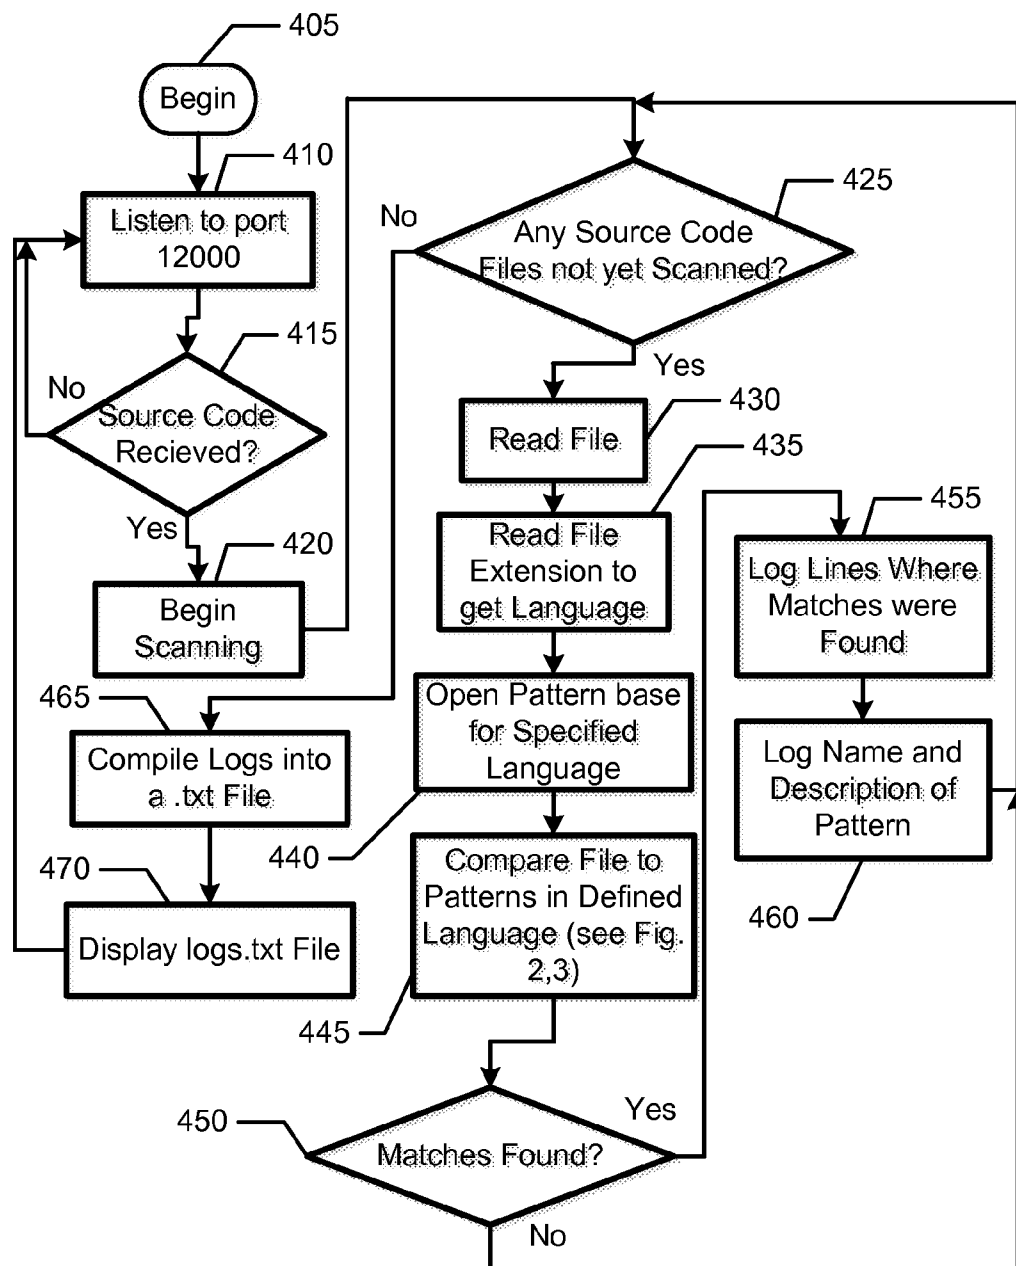 405
Begin
410
Listen to port
12000
415
No
Source Code
Recieved?
Yes
420
Begin
Scanning
425
No
Any Source Code
Files not yet Scanned?
Yes
430
Read File
435
Read File
Extension to
get Language
Open Pattern base
for Specified
Language
440
Compare File to
Patterns in Defined
Language (see Fig.
2,3)
445
450
Matches Found?
Yes
No
455
Log Lines Where
Matches were
Found
Log Name and
Description of
Pattern
460
465
Compile Logs into
a .txt File
470
Display logs.txt File